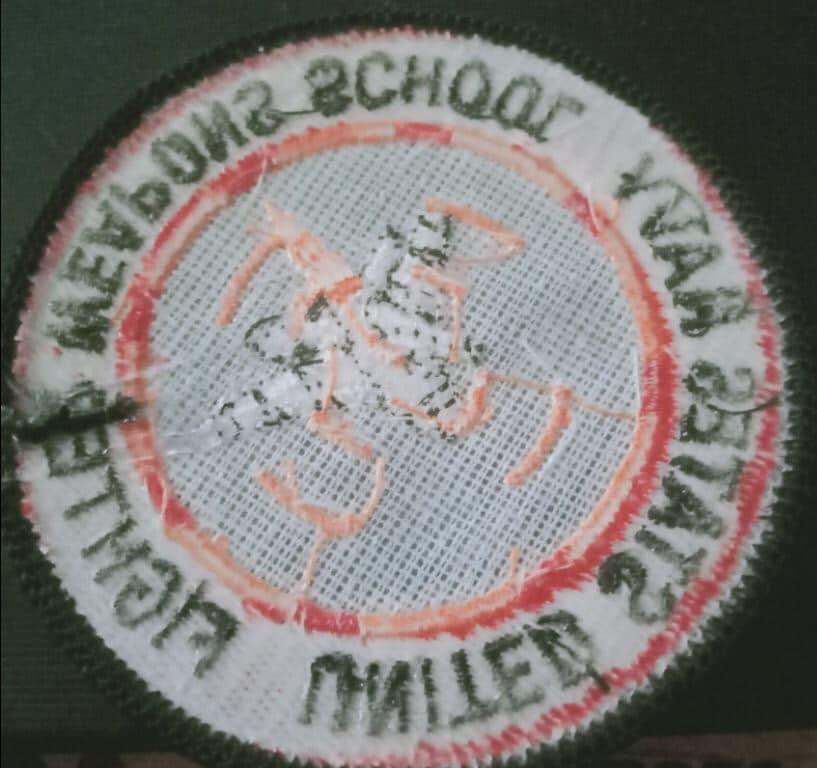 UNITED STATES NAVY
FIGHTER WEAPONS SCHOOL